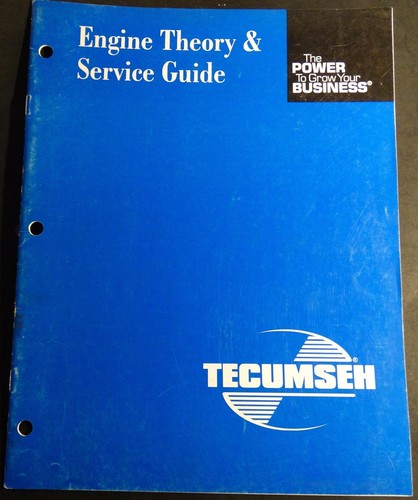 Engine Theory &
Service Guide
The
POWER
To Grow Your
BUSINESS®
TECUMSEH®